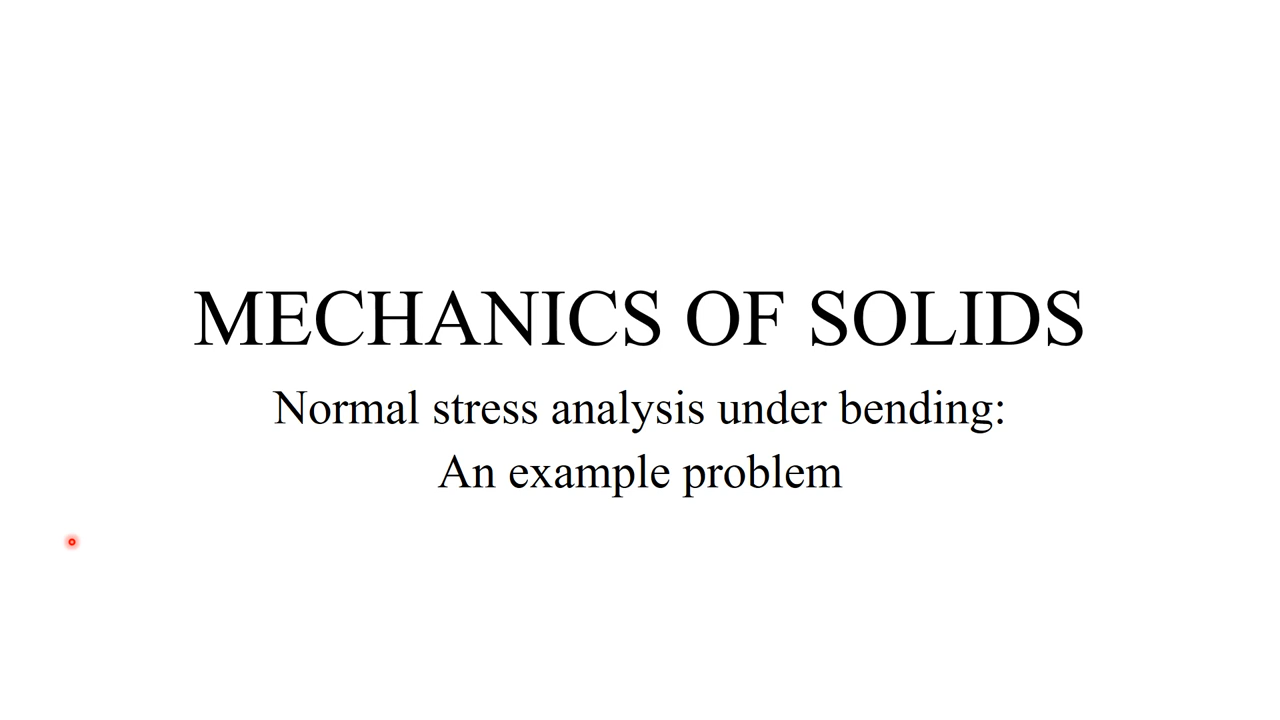 MECHANICS OF SOLIDS
Normal stress analysis under bending:
An example problem